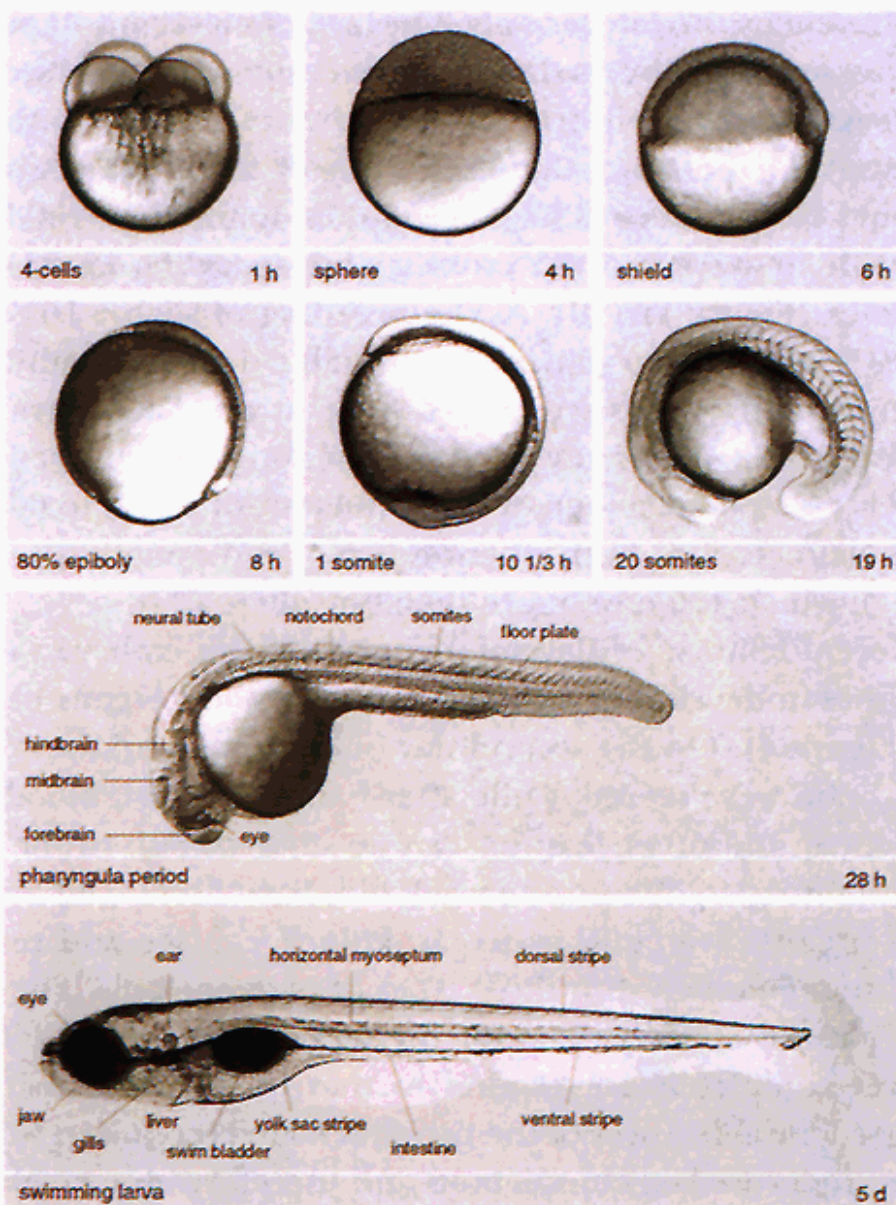 4-cells 1 h
sphere 4 h
shield 6 h
80% epiboly 8 h
1 somite 10 1/3 h
20 somites 19 h
neural tube notochord somites
floor plate
hindbrain
midbrain
forebrain eye
pharyngula period 28 h
ear horizontal myoseptum dorsal stripe
eye
jaw liver yolk sac stripe ventral stripe
gills swim bladder intestine
swimming larva 5 d